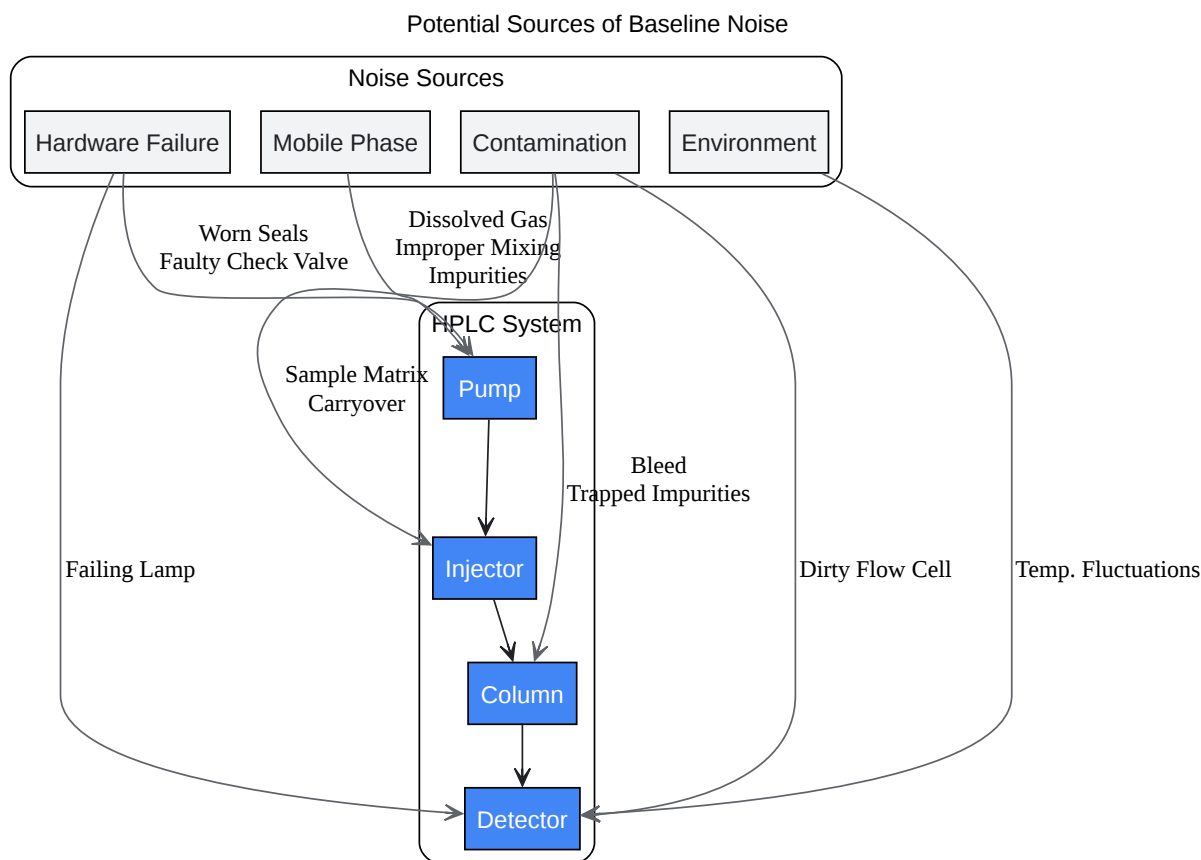 Potential Sources of Baseline Noise
Noise Sources
Hardware Failure
Mobile Phase
Contamination
Environment
Worn Seals
Faulty Check Valve
Dissolved Gas
Improper Mixing
Impurities
HPLC System
Pump
Sample Matrix
Carryover
Bleed
Trapped Impurities
Injector
Failing Lamp
Dirty Flow Cell
Temp. Fluctuations
Column
Detector